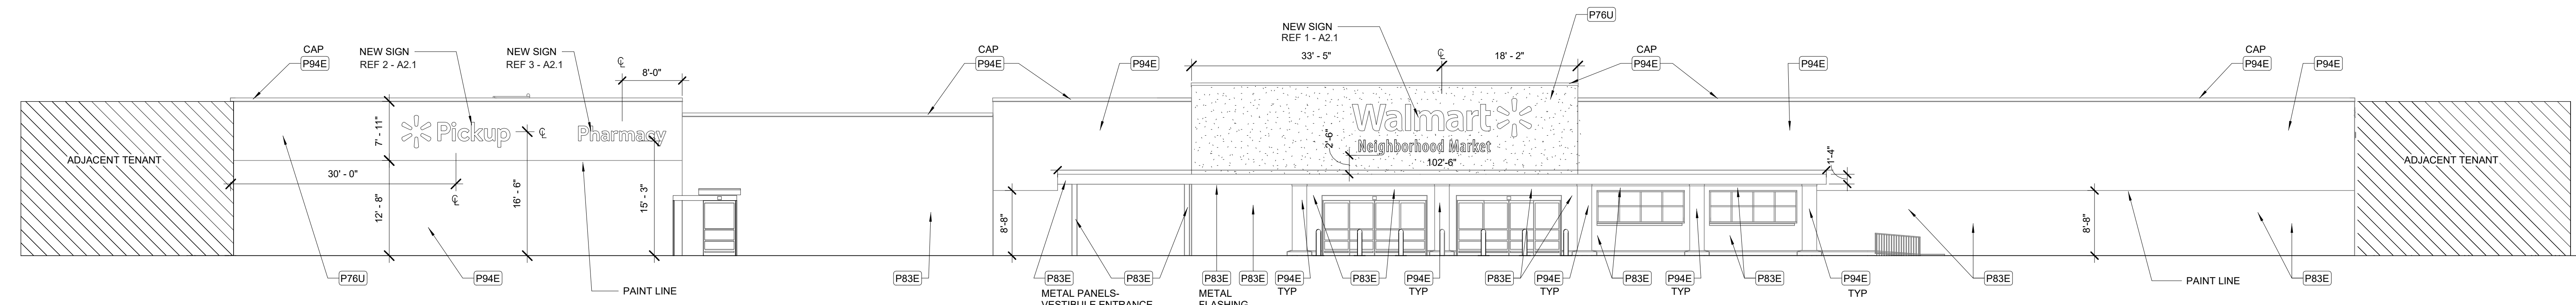 P76U
NEW SIGN
REF 1 - A2.1
CAP
P94E
NEW SIGN
REF 2 - A2.1
NEW SIGN
REF 3 - A2.1
℄
8'-0"
CAP
P94E
P94E
33' - 5"
℄
18' - 2"
CAP
P94E
P94E
CAP
P94E
P94E
7' - 11"
Pickup
℄
Pharmacy
Walmart
Neighborhood Market
2'-6"
102'-6"
1'-4"
ADJACENT TENANT
ADJACENT TENANT
30' - 0"
℄
12' - 8"
16' - 6"
15' - 3"
8'-8"
8'-8"
P76U
P94E
PAINT LINE
P83E
P83E
METAL PANELS-
VESTIBULE ENTRANCE
P83E
P83E
METAL
FLASHING
P83E
P94E
TYP
P83E
P94E
TYP
P83E
P94E
TYP
P83E
P94E
TYP
P83E
P94E
TYP
P83E
PAINT LINE
P83E